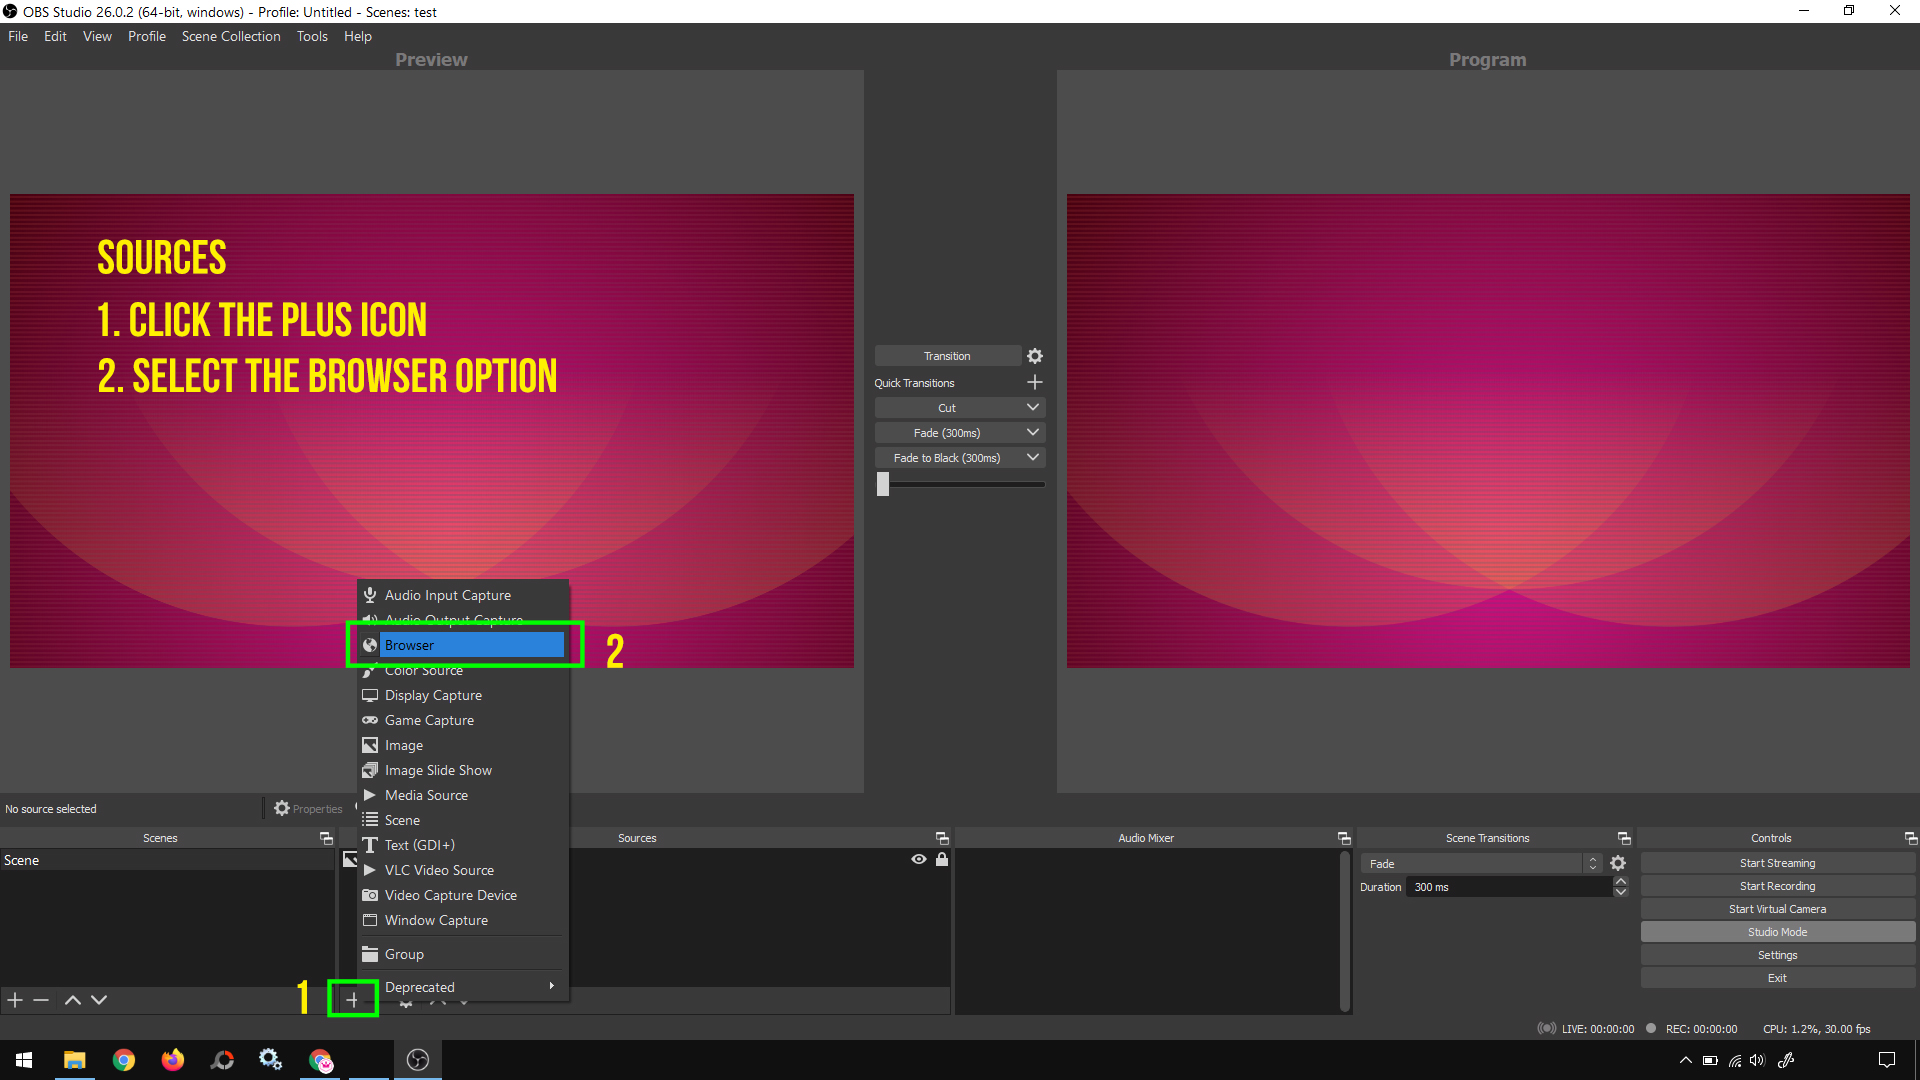 OBS Studio 26.0.2 (64-bit, windows) - Profile: Untitled - Scenes: test
File Edit View Profile Scene Collection Tools Help
Preview
Program
SOURCES
1. CLICK THE PLUS ICON
2. SELECT THE BROWSER OPTION
Transition
Quick Transitions
Cut
Fade (300ms)
Fade to Black (300ms)
Audio Input Capture
Audio Output Capture
Browser
2
Color Source
Display Capture
Game Capture
Image
Image Slide Show
Media Source
Scene
Text (GDI+)
VLC Video Source
Video Capture Device
Window Capture
Group
Deprecated
1
No source selected
Properties
Scenes
Scene
Sources
Audio Mixer
Scene Transitions
Fade
Duration 300 ms
Controls
Start Streaming
Start Recording
Start Virtual Camera
Studio Mode
Settings
Exit
LIVE: 00:00:00 REC: 00:00:00 CPU: 1.2%, 30.00 fps